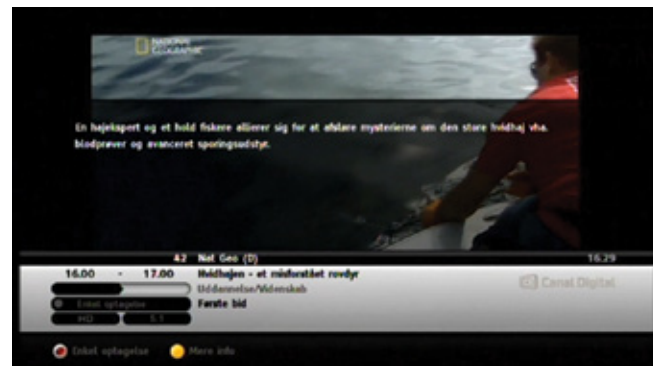 NATIONAL
GEOGRAPHIC
En hajekspert og et hold fiskere allierer sig for at afsløre mysterierne om den store hvidhaj vha.
blodprøver og avanceret sporingsudstyr.
42 Nat Geo (D) 16.29
16.00 - 17.00 Hvidhajen - et misforstået rovdyr
Uddannelse/Videnskab
Canal Digital
Enkel optagelse Første bid
HD 5.1
Enkel optagelse Mere info